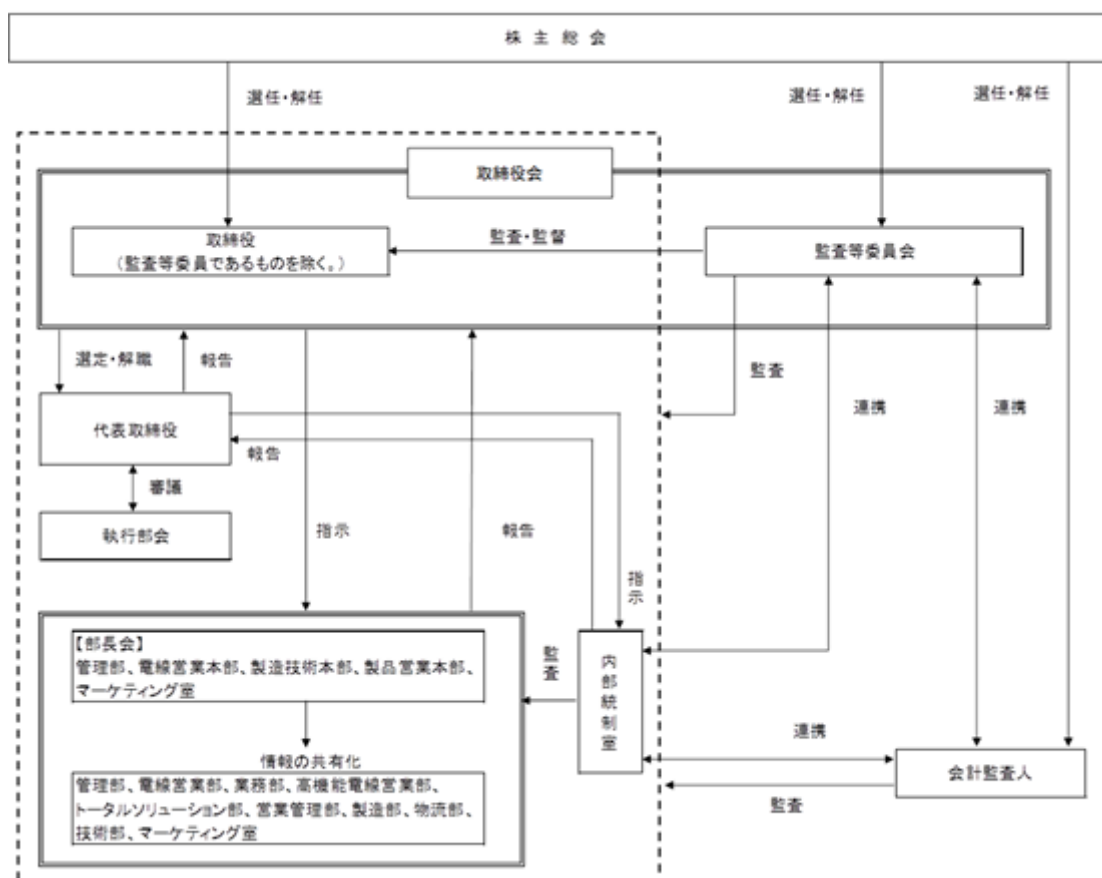 株主総会
選任・解任
選任・解任
選任・解任
取締役会
取締役
（監査等委員であるものを除く。）
監査・監督
監査等委員会
選定・解職
報告
監査
連携
連携
代表取締役
報告
審議
執行部会
指示
報告
指示
【部長会】
管理部、電線営業本部、製造技術本部、製品営業本部、
マーケティング室
監査
内部統制室
情報の共有化
管理部、電線営業部、業務部、高機能電線営業部、
トータルソリューション部、営業管理部、製造部、物流部、
技術部、マーケティング室
連携
会計監査人
監査